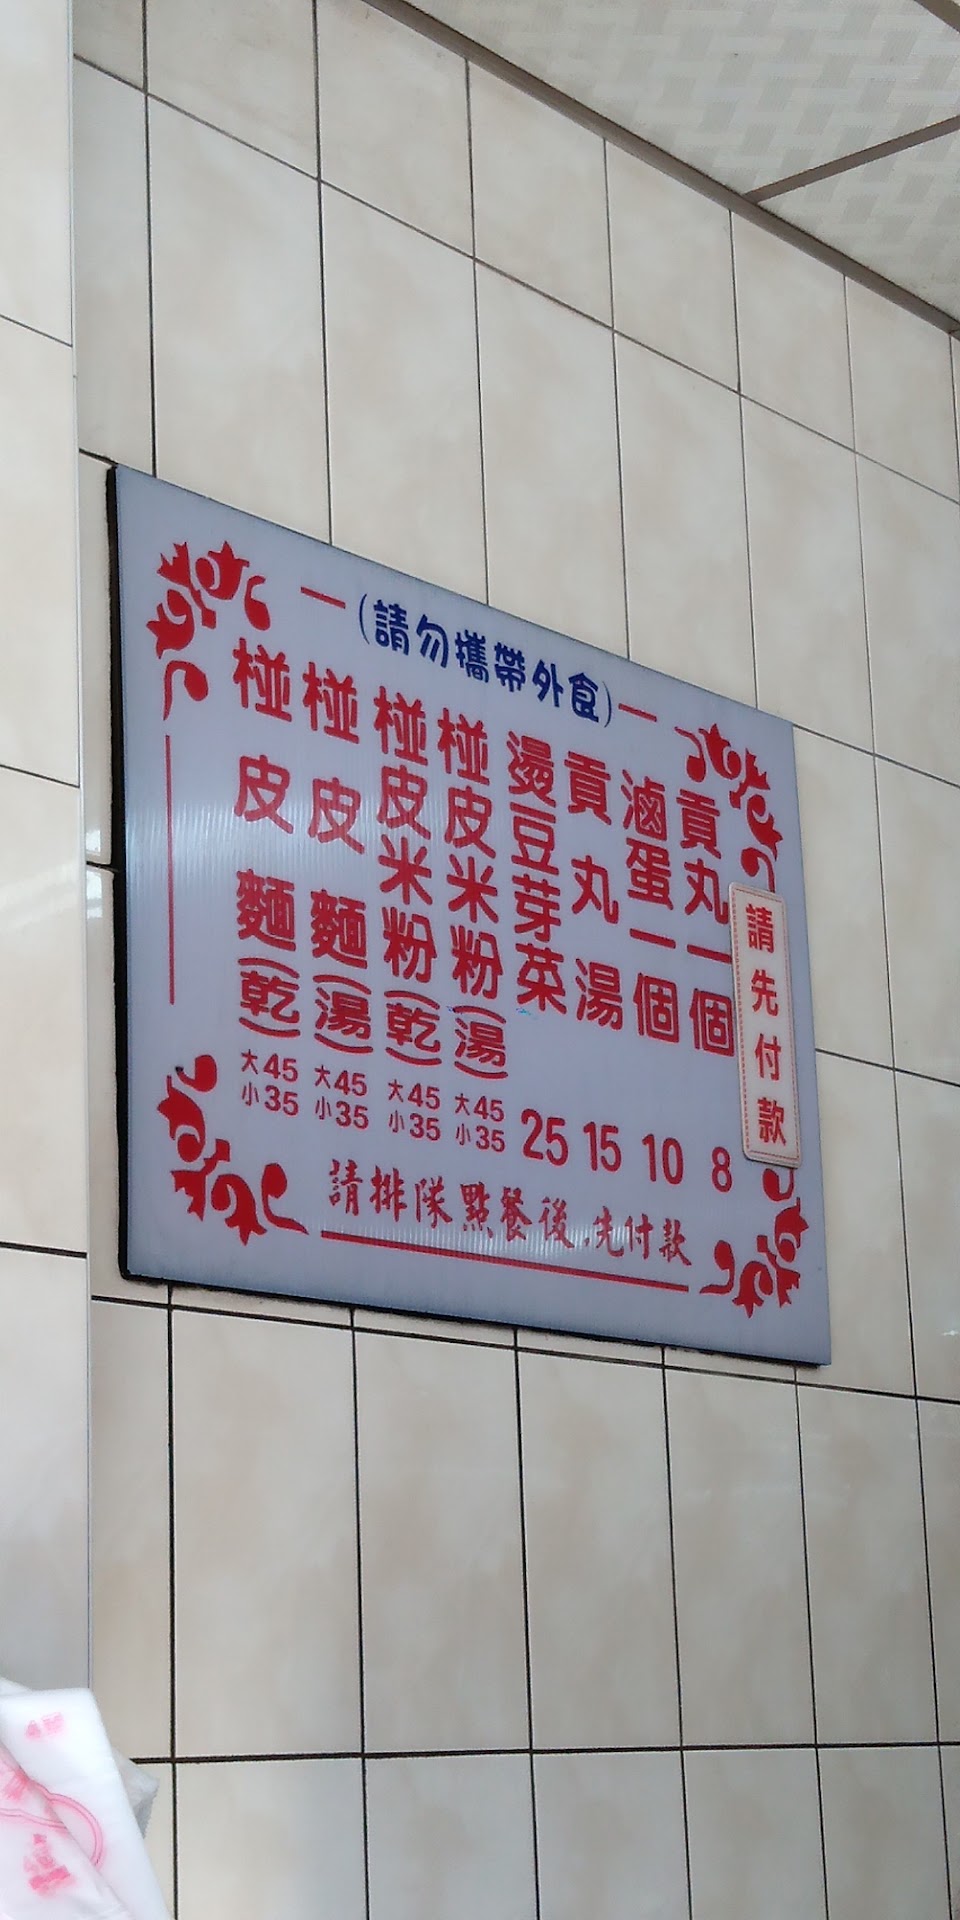 (請勿攜帶外食)
椪皮麵(乾) 大45 小35
椪皮麵(湯) 大45 小35
椪皮米粉(乾) 大45 小35
椪皮米粉(湯) 大45 小35
燙豆芽菜 25
貢丸湯 15
滷蛋一個 10
貢丸一個 8
請先付款
請排隊點餐後,先付款